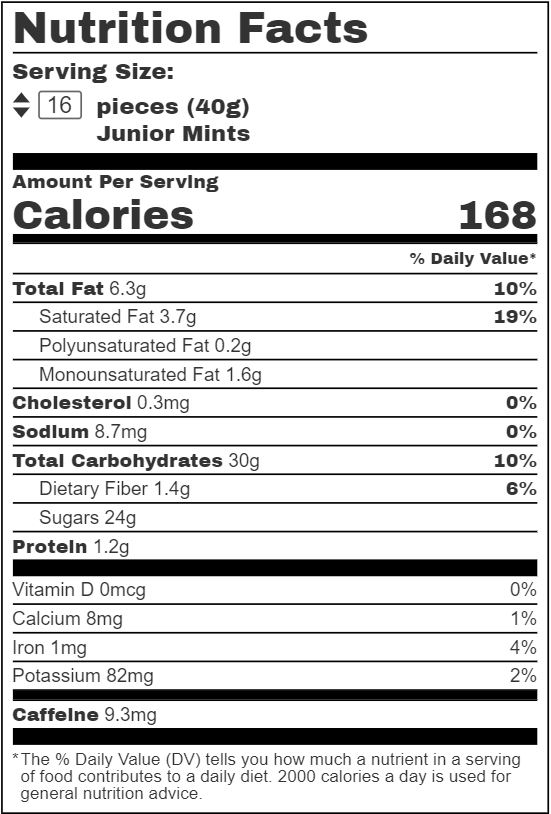 Nutrition Facts
Serving Size:
16 pieces (40g)
Junior Mints
Amount Per Serving
Calories 168
% Daily Value*
Total Fat 6.3g 10%
Saturated Fat 3.7g 19%
Polyunsaturated Fat 0.2g
Monounsaturated Fat 1.6g
Cholesterol 0.3mg 0%
Sodium 8.7mg 0%
Total Carbohydrates 30g 10%
Dietary Fiber 1.4g 6%
Sugars 24g
Protein 1.2g
Vitamin D 0mcg 0%
Calcium 8mg 1%
Iron 1mg 4%
Potassium 82mg 2%
Caffeine 9.3mg
*The % Daily Value (DV) tells you how much a nutrient in a serving
of food contributes to a daily diet. 2000 calories a day is used for
general nutrition advice.